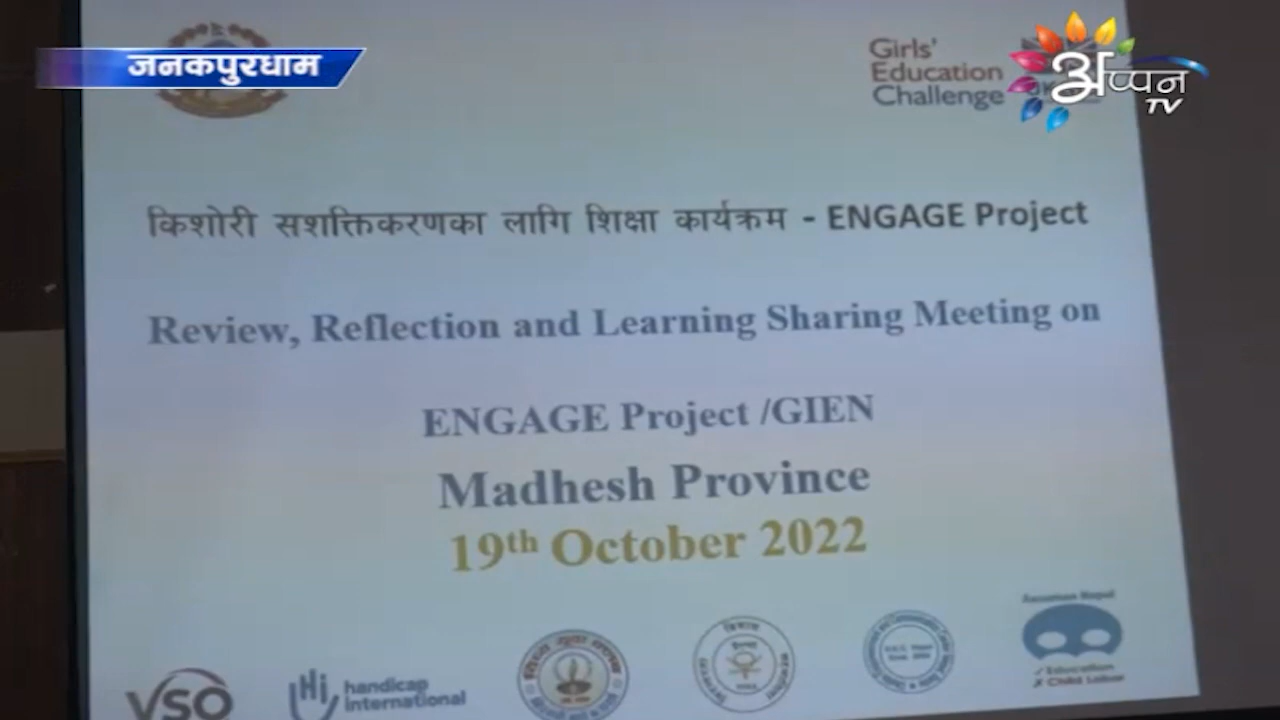 जनकपुरधाम
Girls'
Education
Challenge
अप्पन
TV
किशोरी सशक्तिकरणका लागि शिक्षा कार्यक्रम - ENGAGE Project
Review, Reflection and Learning Sharing Meeting on
ENGAGE Project /GIEN
Madhesh Province
19th October 2022
VSO
Hi handicap
international
Aasaman Nepal
✓ Education
✗ Child Labour